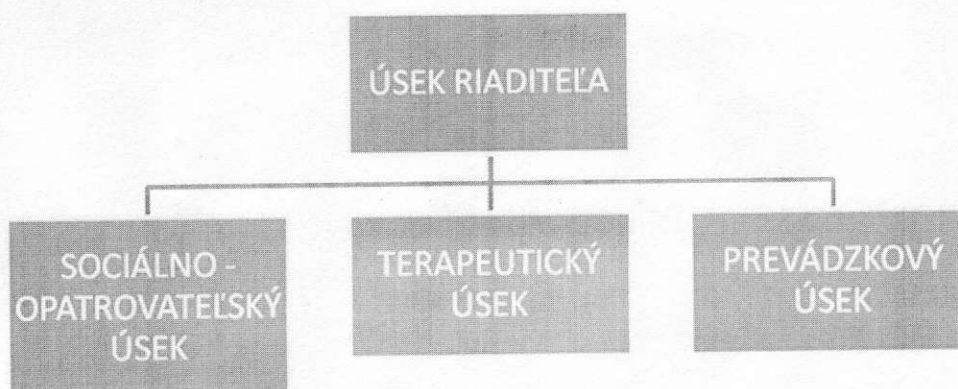 ÚSEK RIADITEĽA
SOCIÁLNO -
OPATROVATEĽSKÝ
ÚSEK
TERAPEUTICKÝ
ÚSEK
PREVÁDZKOVÝ
ÚSEK